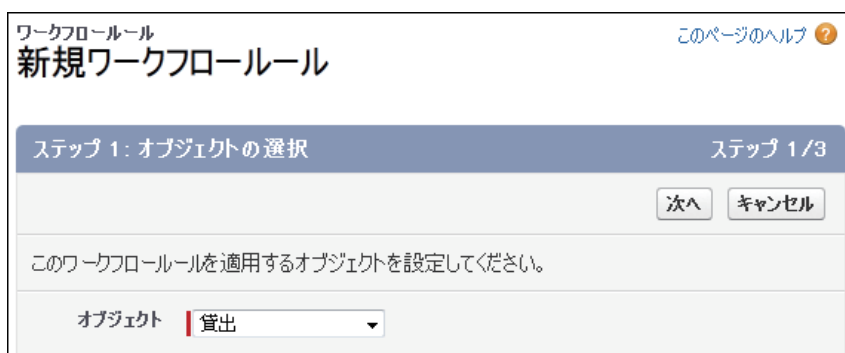 ワークフロールール
新規ワークフロールール
このページのヘルプ ?
ステップ 1: オブジェクトの選択 ステップ 1/3
次へ キャンセル
このワークフロールールを適用するオブジェクトを設定してください。
オブジェクト 貸出